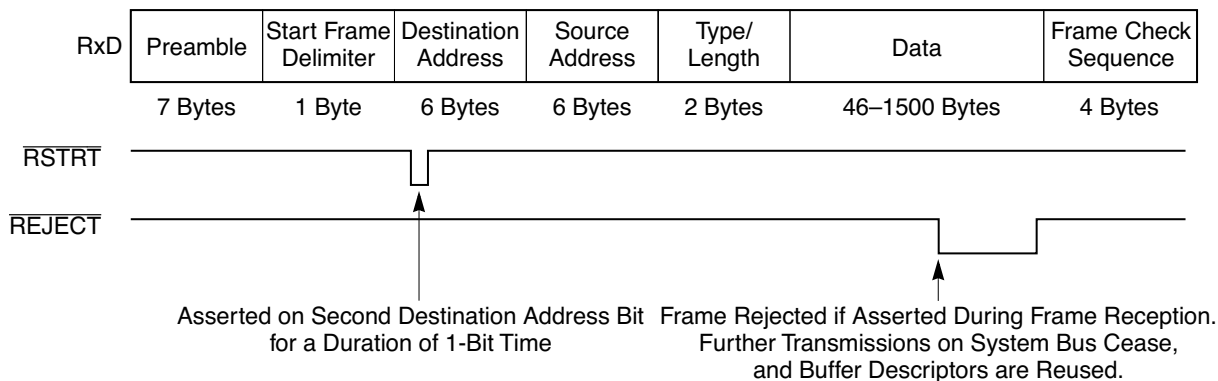 RxD
Preamble
Start Frame
Delimiter
Destination
Address
Source
Address
Type/
Length
Data
Frame Check
Sequence
7 Bytes
1 Byte
6 Bytes
6 Bytes
2 Bytes
46–1500 Bytes
4 Bytes
RSTRT
REJECT
Asserted on Second Destination Address Bit
for a Duration of 1-Bit Time
Frame Rejected if Asserted During Frame Reception.
Further Transmissions on System Bus Cease,
and Buffer Descriptors are Reused.